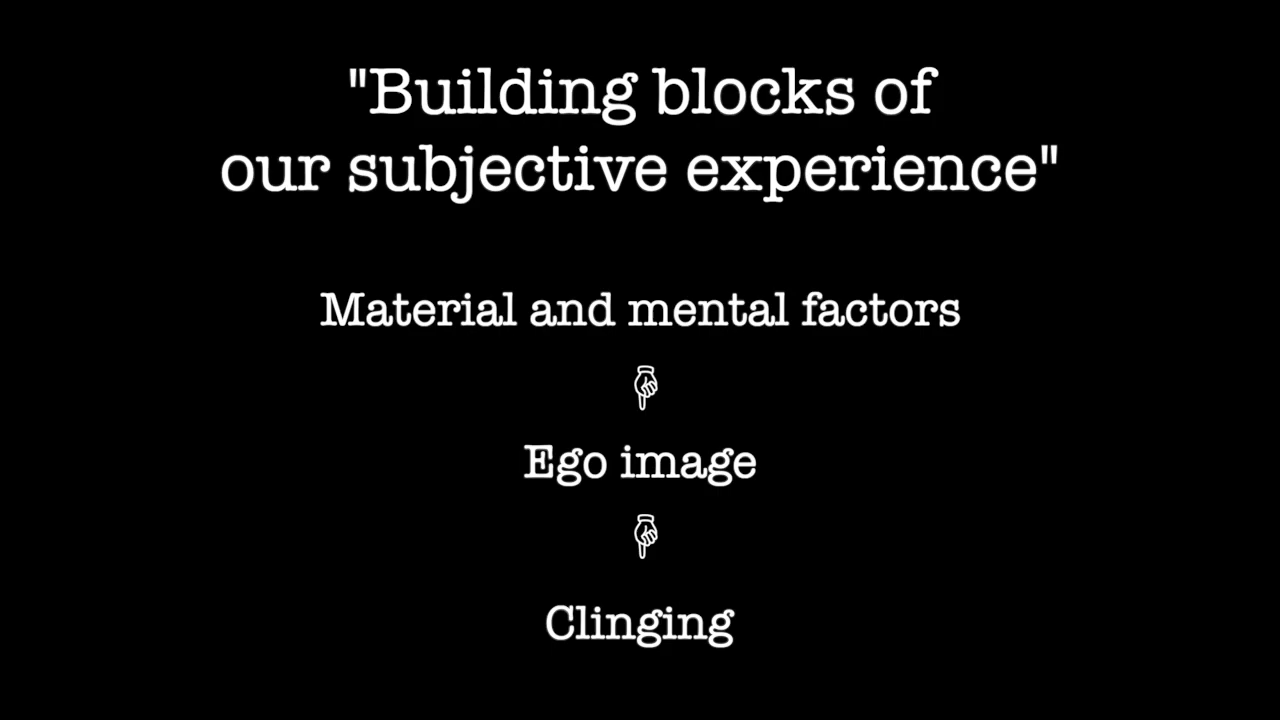 "Building blocks of
our subjective experience"
Material and mental factors
☟
Ego image
☟
Clinging